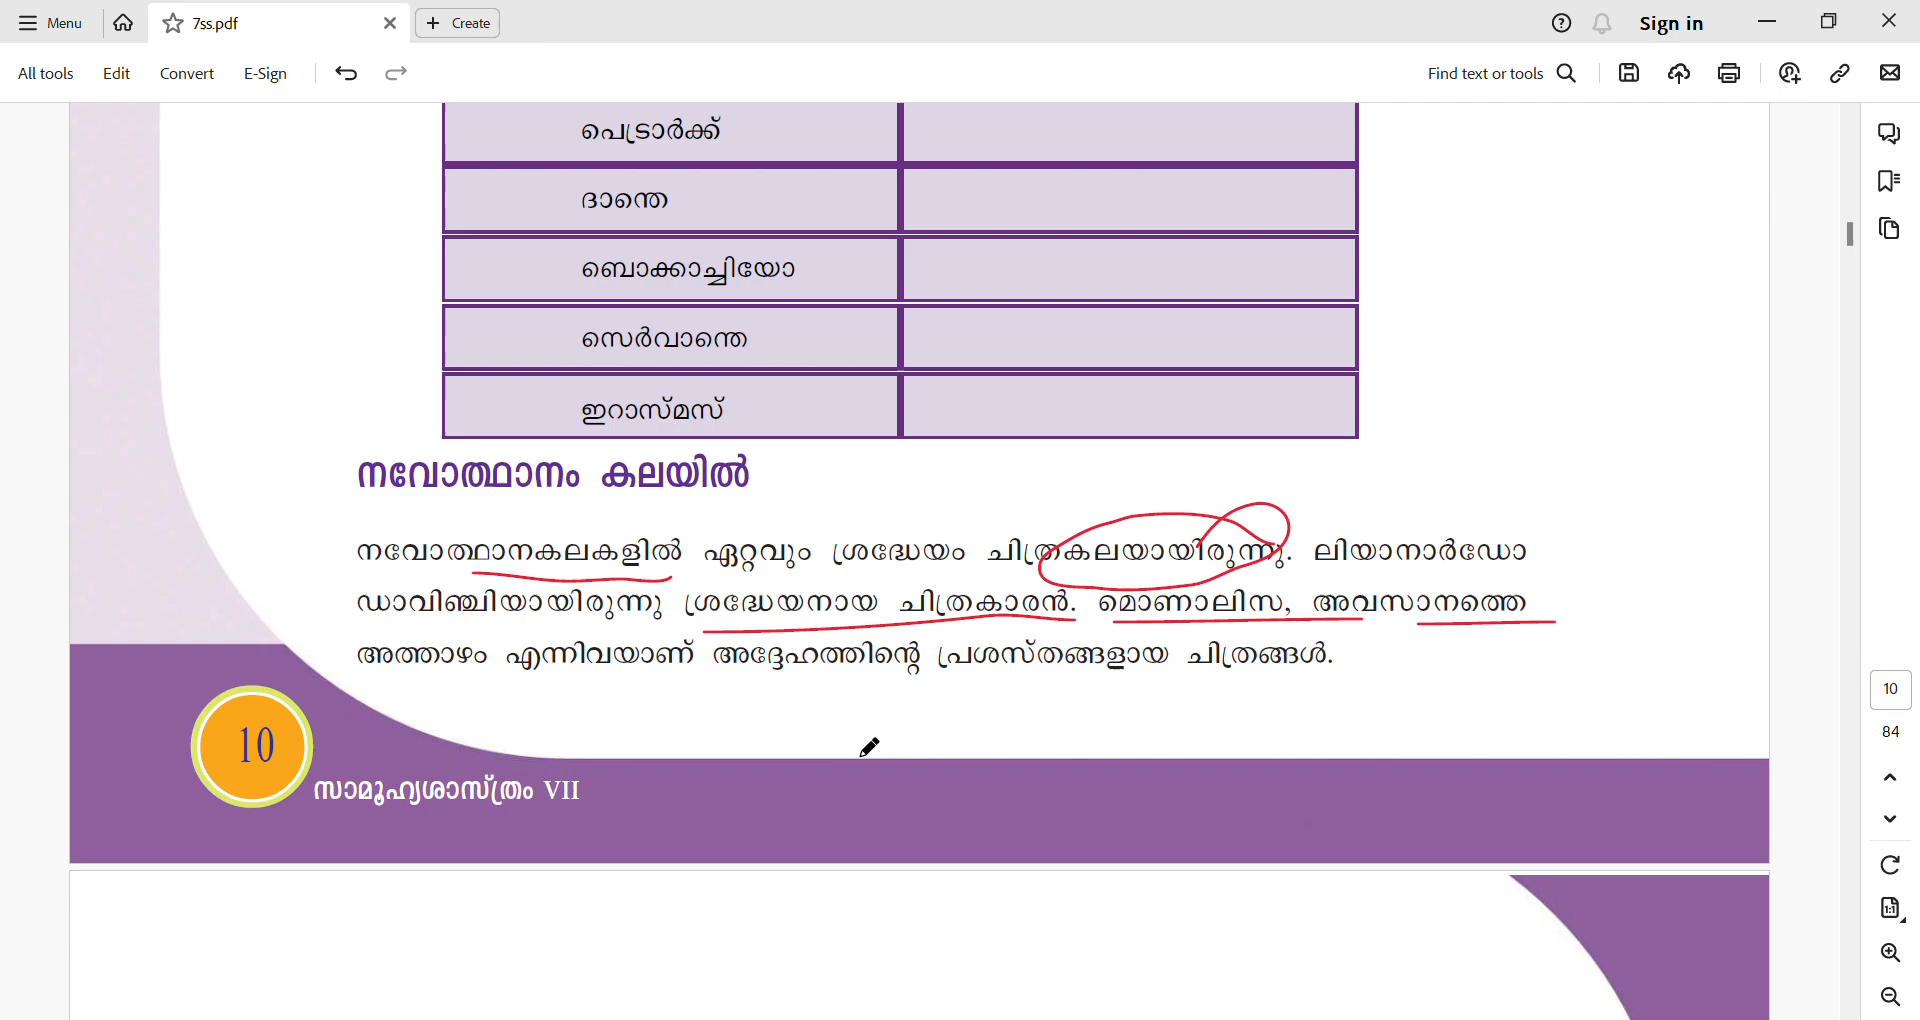 Menu
7ss.pdf
Create
Sign in
All tools
Edit
Convert
E-Sign
Find text or tools
പെട്രാർക്ക്
ദാന്തെ
ബൊക്കാച്ചിയോ
സെർവാന്തെ
ഇറാസ്മസ്
നവോത്ഥാനം കലയിൽ
നവോത്ഥാനകലകളിൽ ഏറ്റവും ശ്രദ്ധേയം ചിത്രകലയായിരുന്നു. ലിയാനാർഡോ
ഡാവിഞ്ചിയായിരുന്നു ശ്രദ്ധേയനായ ചിത്രകാരൻ. മൊണാലിസ, അവസാനത്തെ
അത്താഴം എന്നിവയാണ് അദ്ദേഹത്തിന്റെ പ്രശസ്തങ്ങളായ ചിത്രങ്ങൾ.
10
സാമൂഹ്യശാസ്ത്രം VII
10
84
1:1